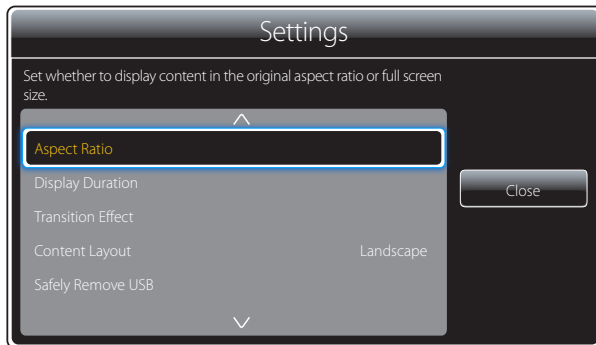 Settings
Set whether to display content in the original aspect ratio or full screen
size.
Aspect Ratio
Display Duration
Transition Effect
Content Layout Landscape
Safely Remove USB
Close